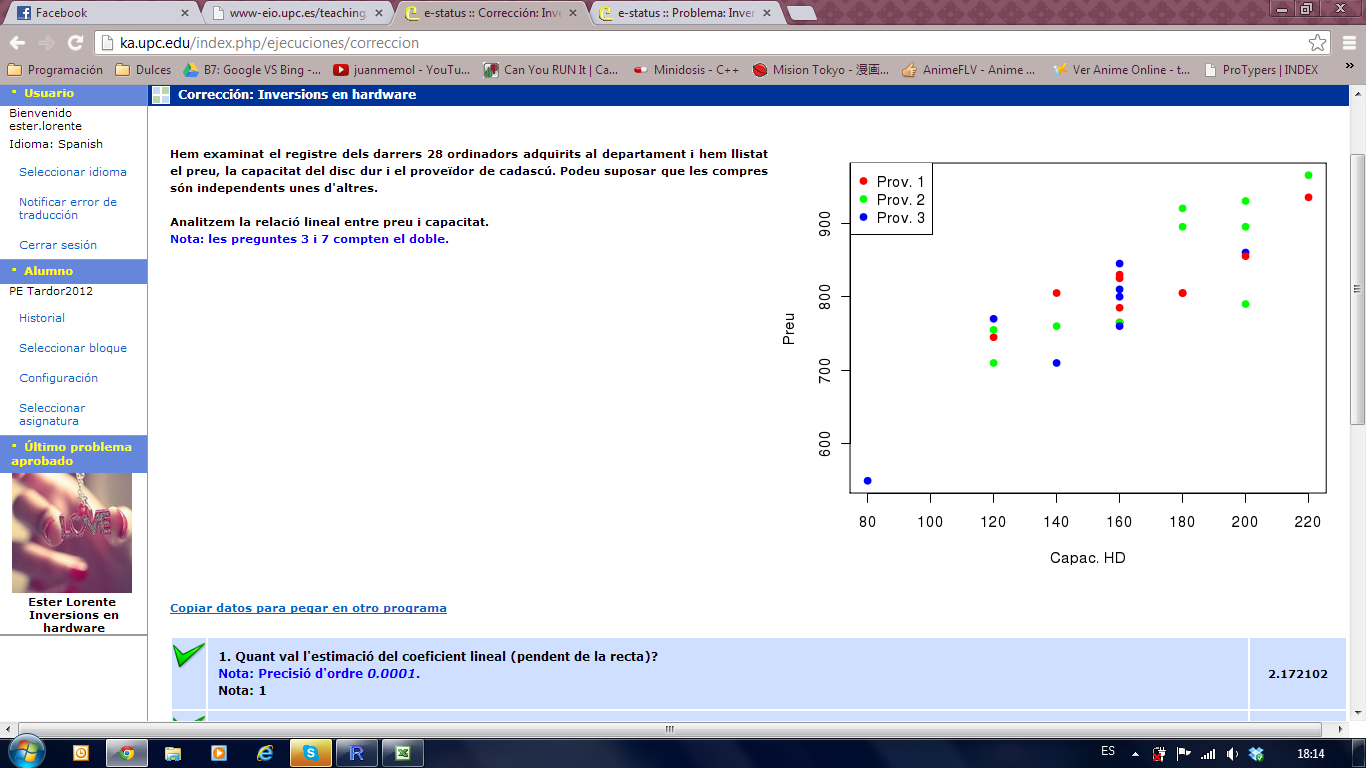 Facebook
www-eio.upc.es/teaching
e-status :: Corrección: Inve
e-status :: Problema: Inver
ka.upc.edu/index.php/ejecuciones/correccion
Programación
Dulces
B7: Google VS Bing -...
juanmemol - YouTu...
Can You RUN It | Ca...
Minidosis - C++
Mision Tokyo - 漫画...
AnimeFLV - Anime ...
Ver Anime Online - t...
ProTypers | INDEX
»
Usuario
Bienvenido
ester.lorente
Idioma: Spanish
Seleccionar idioma
Notificar error de
traducción
Cerrar sesión
Alumno
PE Tardor2012
Historial
Seleccionar bloque
Configuración
Seleccionar
asignatura
Último problema
aprobado
LOVE
Ester Lorente
Inversions en
hardware
Corrección: Inversions en hardware
Hem examinat el registre dels darrers 28 ordinadors adquirits al departament i hem llistat
el preu, la capacitat del disc dur i el proveïdor de cadascú. Podeu suposar que les compres
són independents unes d'altres.
Analitzem la relació lineal entre preu i capacitat.
Nota: les preguntes 3 i 7 compten el doble.
Prov. 1
Prov. 2
Prov. 3
Preu
900
800
700
600
80 100 120 140 160 180 200 220
Capac. HD
Copiar datos para pegar en otro programa
1. Quant val l'estimació del coeficient lineal (pendent de la recta)?
Nota: Precisió d'ordre 0.0001.
Nota: 1
2.172102
ES
18:14